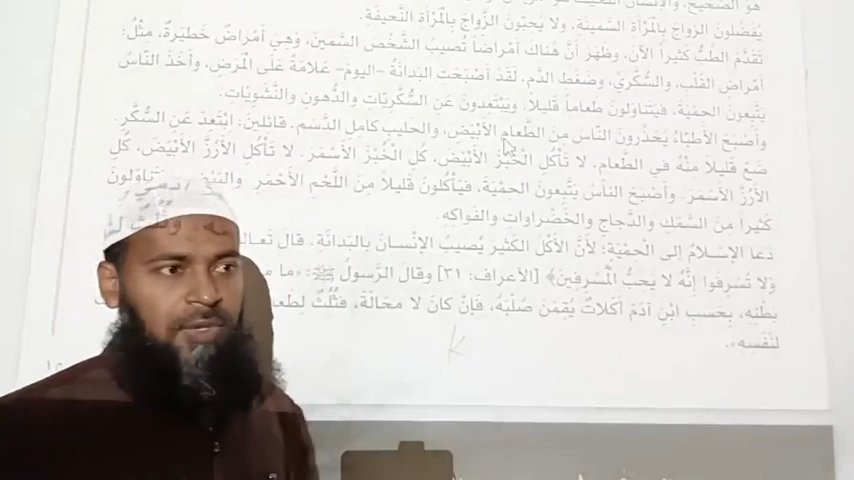 هو الصحيح،
يفضلون الزواج بالمرأة السمينة، ولا يحبون الزواج بالمرأة النحيفة.
تقدم الطب كثيرا الآن، وظهر أن هناك أمراضا تصيب الشخص السمين، وهي أمراض خطيرة، مثل:
أمراض القلب، والسكري، وضغط الدم. لقد أصبحت البدانة -اليوم- علامة على المرض، وأخذ الناس
يتبعون الحمية، فيتناولون طعاما قليلا، ويبتعدون عن السكريات والدهون والنشويات.
وأصبح الأطباء يحذرون الناس من الطعام الأبيض، والحليب كامل الدسم. قائلين: ابتعد عن السكر،
ضع قليلا منه في الطعام. لا تأكل الخبز الأبيض، كل الخبز الأسمر. لا تأكل الأرز الأبيض، كل
الأرز الأسمر. وأصبح الناس يتبعون الحمية، فيأكلون قليلا من اللحم الأحمر،
كثيرا من السمك والدجاج والخضراوات والفواكه.
دعا الإسلام إلى الحمية؛ لأن الأكل الكثير يصيب الإنسان بالبدانة. قال تعالى
ولا تسرفوا إنه لا يحب المسرفين﴾ [الأعراف: ٣١] وقال الرسول ﷺ: «ما
بطنه، بحسب ابن آدم أكلات يقمن صلبه، فإن كان لا محالة، فثلث لطعا
لنفسه».
١٥